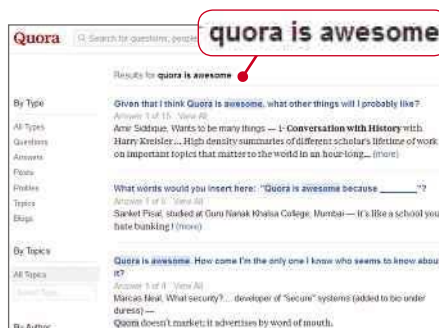 quora is awesome
Quora Search for questions, people
Results for quora is awesome
By Type
All Types
Questions
Answers
Posts
Profiles
Topics
Blogs
By Topics
All Topics
By Author
Given that I think Quora is awesome, what other things will I probably like?
Answer 1 of 15 View All
Amir Siddique, Wants to be many things — 1- Conversation with History with
Harry Kreisler ... High density summaries of different scholar's lifetime of work
on important topics that matter to the world in an hour-long... (more)
What words would you insert here: "Quora is awesome because ________"?
Answer 1 of 6 View All
Sanket Pisal, studied at Guru Nanak Khalsa College, Mumbai — it's like a school you
hate bunking ! (more)
Quora is awesome. How come I'm the only one I know who seems to know abou
it?
Answer 1 of 4 View All
Marcas Neal, What security? ... developer of "secure" systems (added to bio under
duress) —
Quora doesn't market; it advertises by word of mouth.